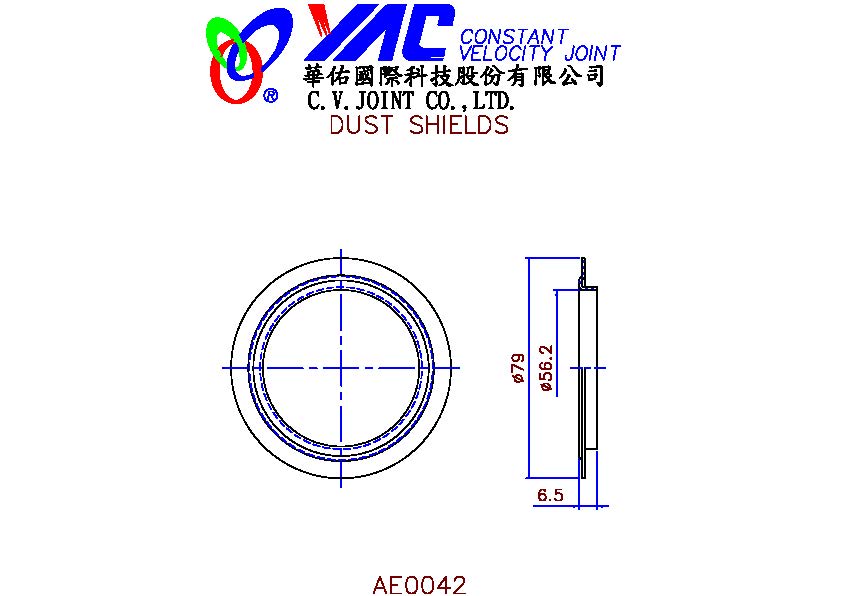 YAC CONSTANT
VELOCITY JOINT
華佑國際科技股份有限公司
®
C.V.JOINT CO.,LTD.
DUST SHIELDS
ø79
ø56.2
6.5
AE0042